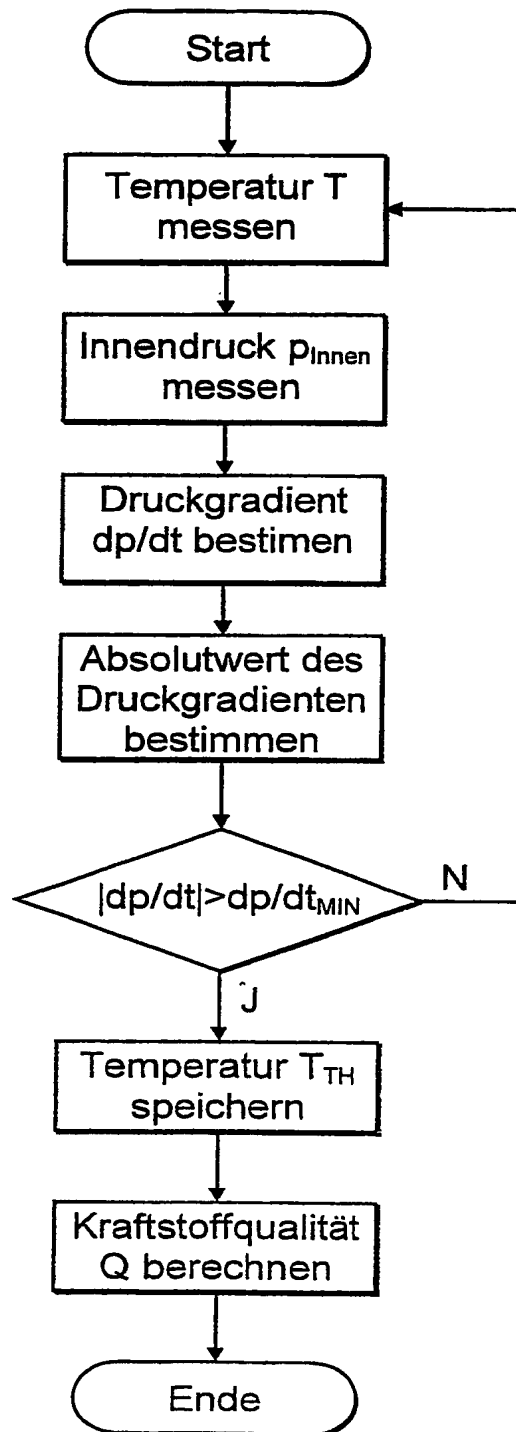 Start
Temperatur T
messen
Innendruck pInnen
messen
Druckgradient
dp/dt bestimen
Absolutwert des
Druckgradienten
bestimmen
|dp/dt|>dp/dtMIN
N
J
Temperatur TTH
speichern
Kraftstoffqualität
Q berechnen
Ende